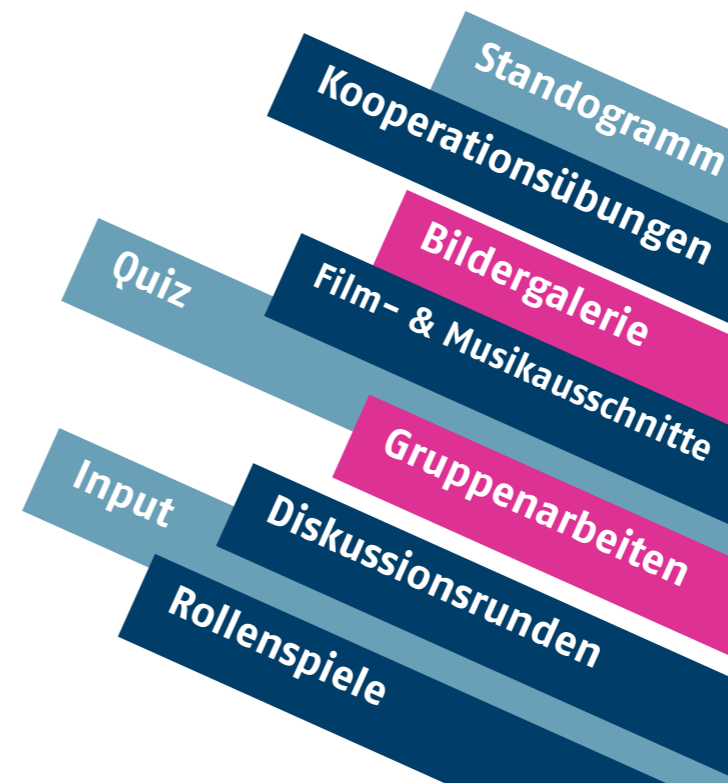 Standogramm
Kooperationsübungen
Bildergalerie
Quiz
Film- & Musikausschnitte
Gruppenarbeiten
Input
Diskussionsrunden
Rollenspiele